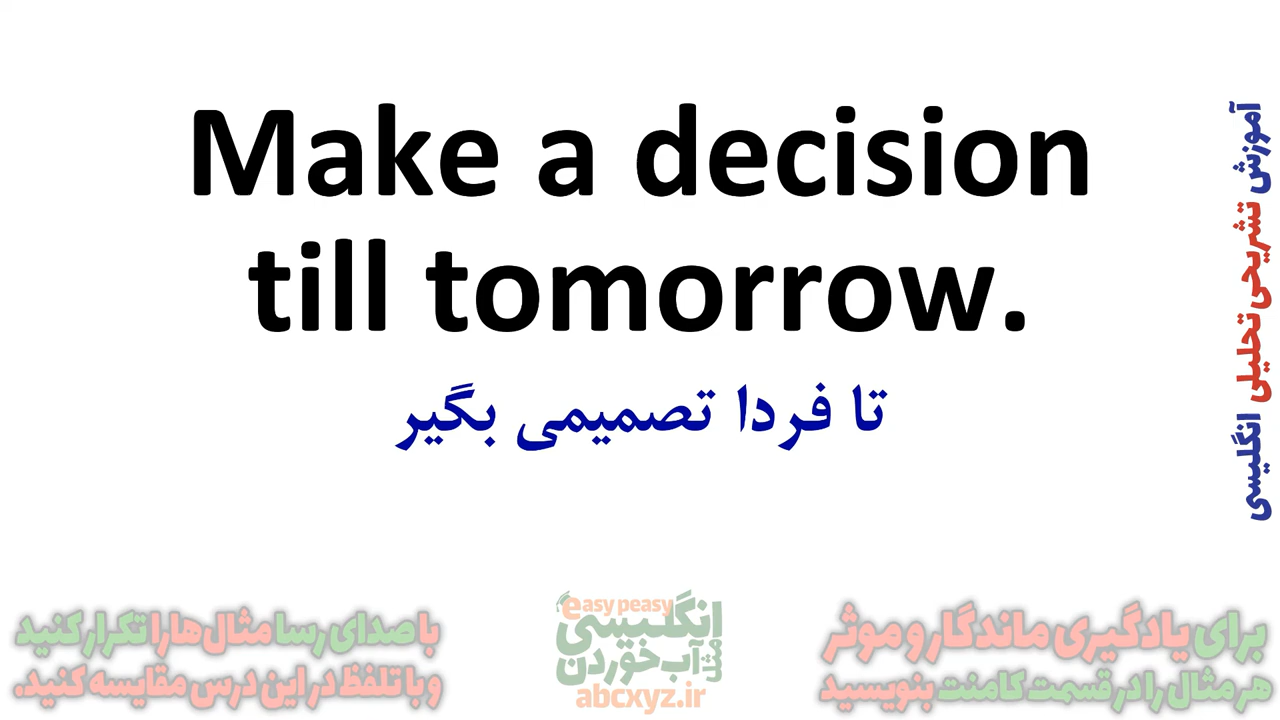 Make a decision
till tomorrow.
تا فردا تصمیمی بگیر
آموزش تشریحی تحلیلی انگلیسی
برای یادگیری ماندگار و موثر
هر مثال را در قسمت کامنت بنویسید
easy peasy
انگلیسی
مثل آب خوردن
abcxyz.ir
با صدای رسا مثال‌ها را تکرار کنید
و با تلفظ در این درس مقایسه کنید.